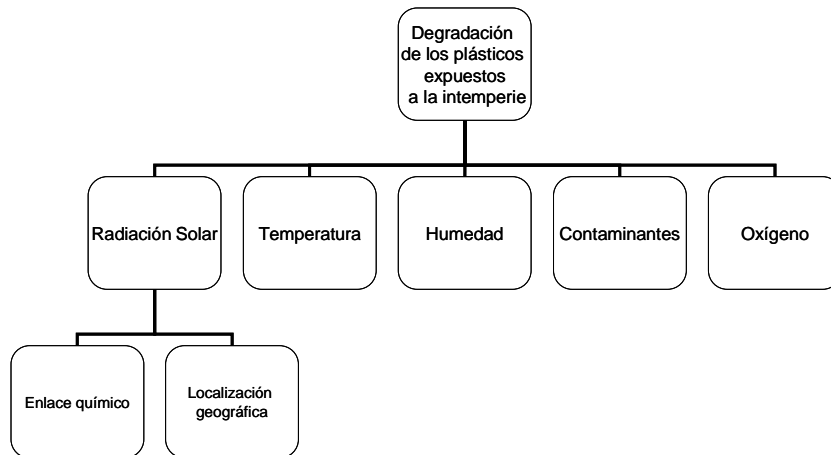 Degradación
de los plásticos
expuestos
a la intemperie
Radiación Solar
Temperatura
Humedad
Contaminantes
Oxígeno
Enlace químico
Localización
geográfica